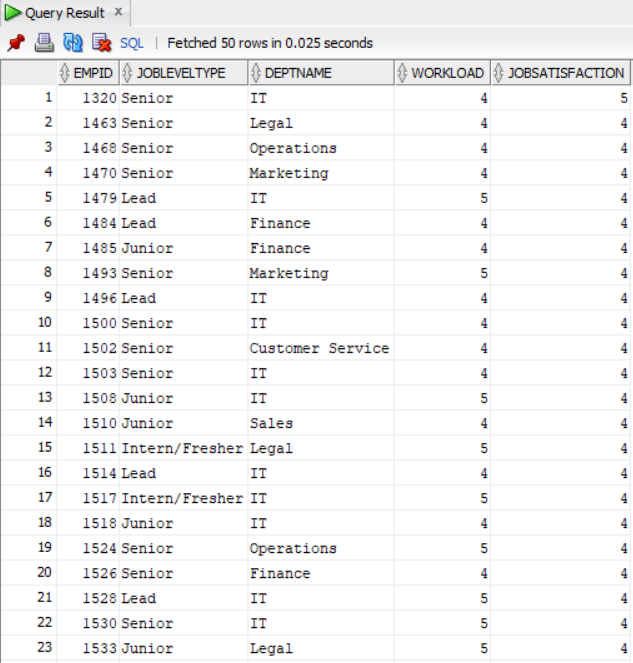 Query Result x
SQL | Fetched 50 rows in 0.025 seconds
EMPID JOBLEVELTYPE DEPTNAME WORKLOAD JOBSATISFACTION
1 1320 Senior IT 4 5
2 1463 Senior Legal 4 4
3 1468 Senior Operations 4 4
4 1470 Senior Marketing 4 4
5 1479 Lead IT 5 4
6 1484 Lead Finance 4 4
7 1485 Junior Finance 4 4
8 1493 Senior Marketing 5 4
9 1496 Lead IT 4 4
10 1500 Senior IT 4 4
11 1502 Senior Customer Service 4 4
12 1503 Senior IT 4 4
13 1508 Junior IT 5 4
14 1510 Junior Sales 4 4
15 1511 Intern/Fresher Legal 5 4
16 1514 Lead IT 4 4
17 1517 Intern/Fresher IT 5 4
18 1518 Junior IT 4 4
19 1524 Senior Operations 5 4
20 1526 Senior Finance 4 4
21 1528 Lead IT 5 4
22 1530 Senior IT 5 4
23 1533 Junior Legal 5 4